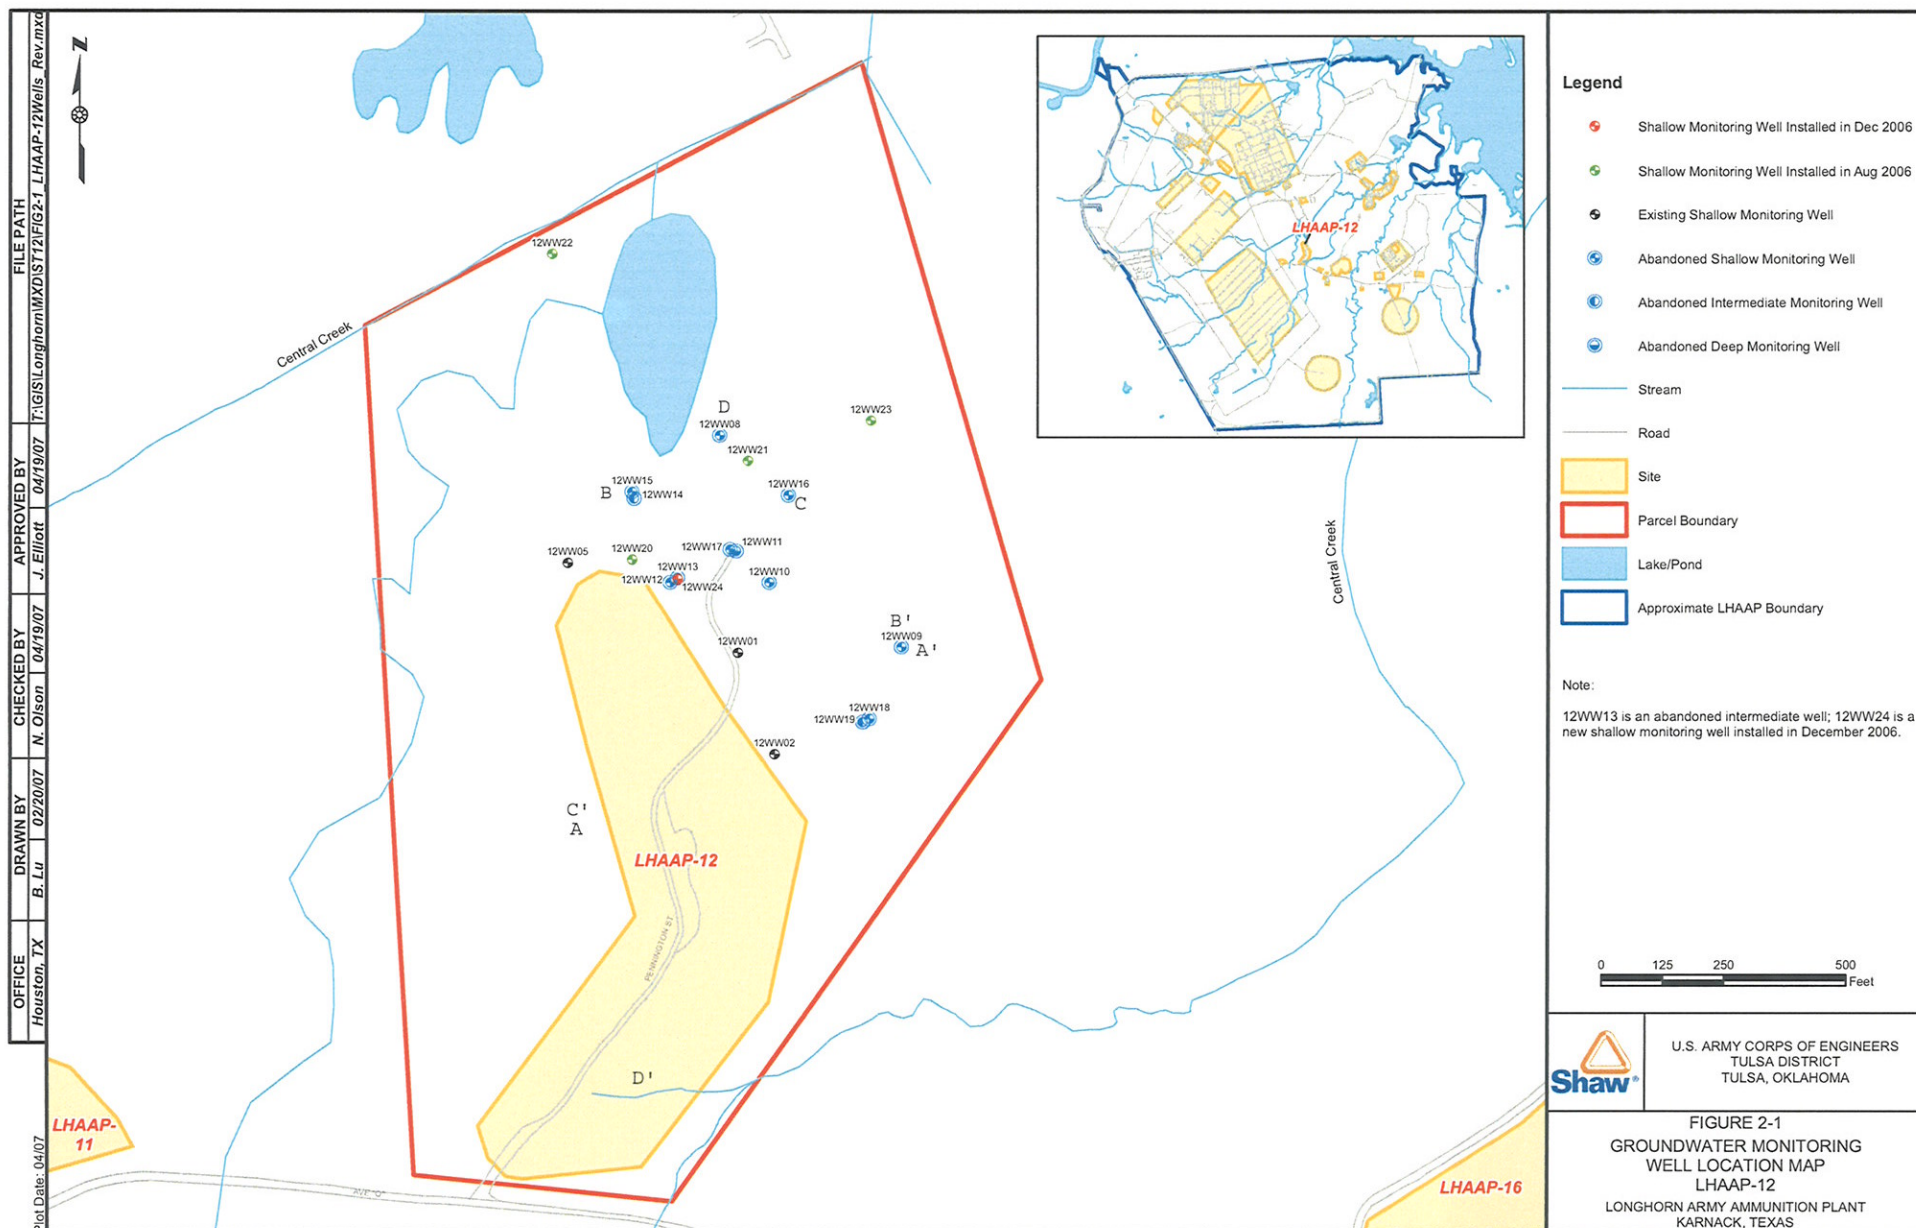 FILE PATH
T:\GIS\Longhorn\MXD\ST12\FIG2-1_LHAAP-12Wells_Rev.mxd
APPROVED BY
J. Elliott 04/19/07
CHECKED BY
N. Olson 04/19/07
DRAWN BY
B. Lu 02/20/07
OFFICE
Houston, TX
Plot Date: 04/07
N
Central Creek
12WW22
D
12WW08
12WW23
12WW21
12WW15
B
12WW14
12WW16
C
12WW05
12WW20
12WW17
12WW11
12WW13
12WW12
12WW24
12WW10
12WW01
B'
12WW09
A'
12WW18
12WW19
12WW02
C'
A
LHAAP-12
PENNINGTON ST
D'
LHAAP-
11
AVE "Q"
LHAAP-12
Central Creek
LHAAP-16
Legend
Shallow Monitoring Well Installed in Dec 2006
Shallow Monitoring Well Installed in Aug 2006
Existing Shallow Monitoring Well
Abandoned Shallow Monitoring Well
Abandoned Intermediate Monitoring Well
Abandoned Deep Monitoring Well
Stream
Road
Site
Parcel Boundary
Lake/Pond
Approximate LHAAP Boundary
Note:
12WW13 is an abandoned intermediate well; 12WW24 is a
new shallow monitoring well installed in December 2006.
0 125 250 500
Feet
Shaw®
U.S. ARMY CORPS OF ENGINEERS
TULSA DISTRICT
TULSA, OKLAHOMA
FIGURE 2-1
GROUNDWATER MONITORING
WELL LOCATION MAP
LHAAP-12
LONGHORN ARMY AMMUNITION PLANT
KARNACK, TEXAS